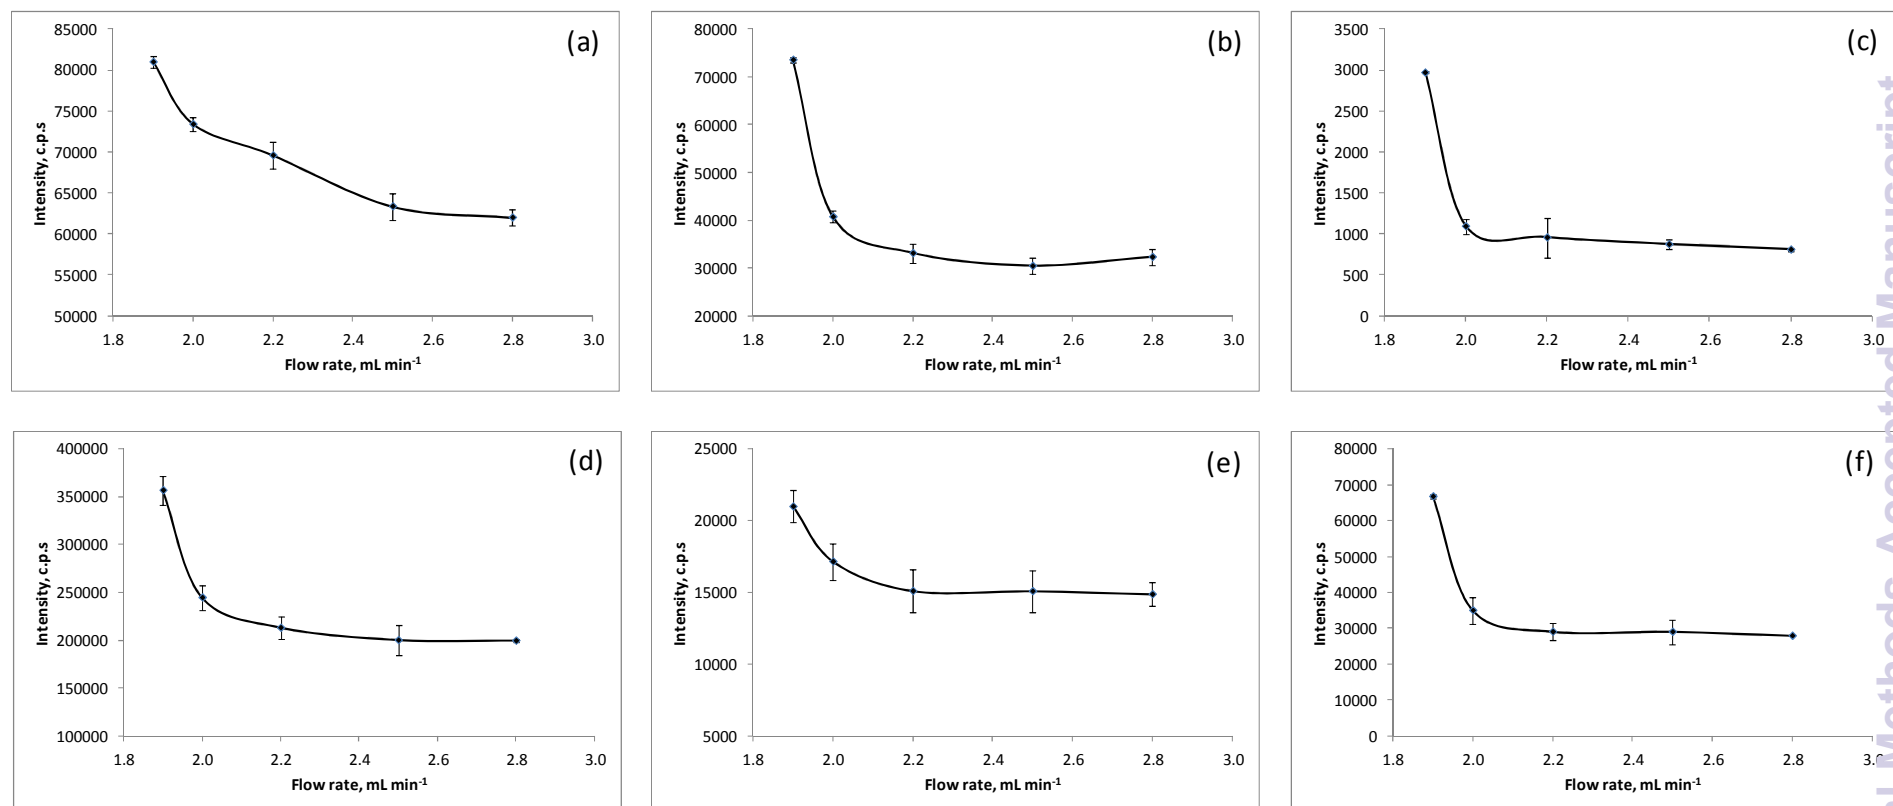 (a)
85000
80000
75000
70000
65000
60000
55000
50000
Intensity, c.p.s
1.8 2.0 2.2 2.4 2.6 2.8 3.0
Flow rate, mL min-1
(b)
80000
70000
60000
50000
40000
30000
20000
Intensity, c.p.s
1.8 2.0 2.2 2.4 2.6 2.8 3.0
Flow rate, mL min-1
(c)
3500
3000
2500
2000
1500
1000
500
0
Intensity, c.p.s
1.8 2.0 2.2 2.4 2.6 2.8 3.0
Flow rate, mL min-1
(d)
400000
350000
300000
250000
200000
150000
100000
Intensity, c.p.s
1.8 2.0 2.2 2.4 2.6 2.8 3.0
Flow rate, mL min-1
(e)
25000
20000
15000
10000
5000
Intensity, c.p.s
1.8 2.0 2.2 2.4 2.6 2.8 3.0
Flow rate, mL min-1
(f)
80000
70000
60000
50000
40000
30000
20000
10000
0
Intensity, c.p.s
1.8 2.0 2.2 2.4 2.6 2.8 3.0
Flow rate, mL min-1
Methods Accepted Manuscript